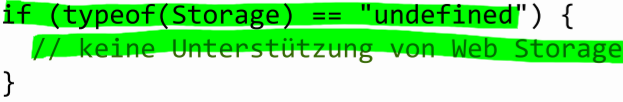 if (typeof(Storage) == "undefined") {
// keine Unterstützung von Web Storage
}